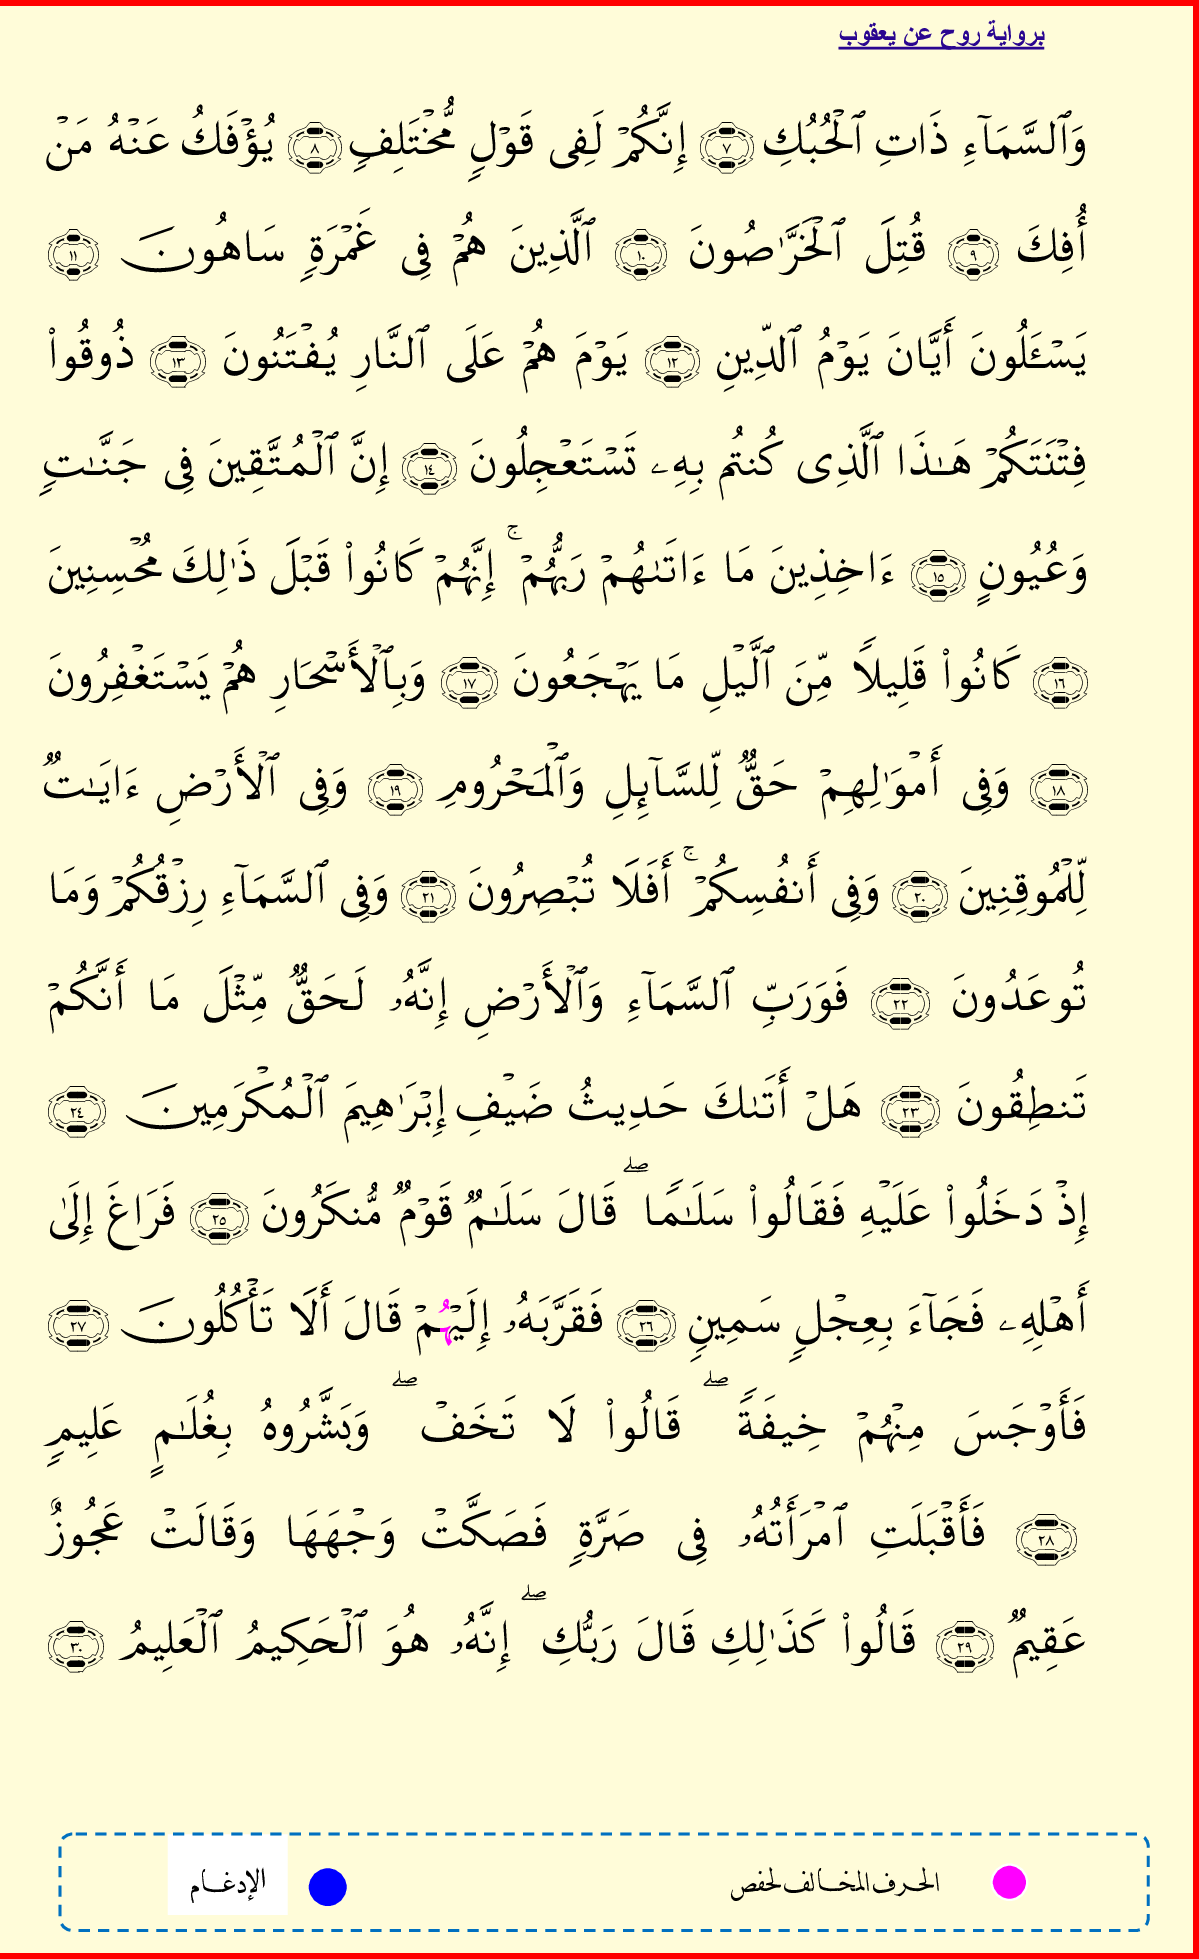 برواية روح عن يعقوب
وَٱلسَّمَآءِ ذَاتِ ٱلْحُبُكِ ٧ إِنَّكُمْ لَفِى قَوْلٍ مُّخْتَلِفٍ ٨ يُؤْفَكُ عَنْهُ مَنْ
أُفِكَ ٩ قُتِلَ ٱلْخَرَّٰصُونَ ١٠ ٱلَّذِينَ هُمْ فِى غَمْرَةٍ سَاهُونَ ١١
يَسْـَٔلُونَ أَيَّانَ يَوْمُ ٱلدِّينِ ١٢ يَوْمَ هُمْ عَلَى ٱلنَّارِ يُفْتَنُونَ ١٣ ذُوقُوا۟
فِتْنَتَكُمْ هَـٰذَا ٱلَّذِى كُنتُم بِهِۦ تَسْتَعْجِلُونَ ١٤ إِنَّ ٱلْمُتَّقِينَ فِى جَنَّـٰتٍ
وَعُيُونٍ ١٥ ءَاخِذِينَ مَا ءَاتَىٰهُمْ رَبُّهُمْ ۚ إِنَّهُمْ كَانُوا۟ قَبْلَ ذَٰلِكَ مُحْسِنِينَ
١٦ كَانُوا۟ قَلِيلًا مِّنَ ٱلَّيْلِ مَا يَهْجَعُونَ ١٧ وَبِٱلْأَسْحَارِ هُمْ يَسْتَغْفِرُونَ
١٨ وَفِى أَمْوَٰلِهِمْ حَقٌّ لِّلسَّآئِلِ وَٱلْمَحْرُومِ ١٩ وَفِى ٱلْأَرْضِ ءَايَـٰتٌ
لِّلْمُوقِنِينَ ٢٠ وَفِى أَنفُسِكُمْ ۚ أَفَلَا تُبْصِرُونَ ٢١ وَفِى ٱلسَّمَآءِ رِزْقُكُمْ وَمَا
تُوعَدُونَ ٢٢ فَوَرَبِّ ٱلسَّمَآءِ وَٱلْأَرْضِ إِنَّهُۥ لَحَقٌّ مِّثْلَ مَا أَنَّكُمْ
تَنطِقُونَ ٢٣ هَلْ أَتَىٰكَ حَدِيثُ ضَيْفِ إِبْرَٰهِيمَ ٱلْمُكْرَمِينَ ٢٤
إِذْ دَخَلُوا۟ عَلَيْهِ فَقَالُوا۟ سَلَـٰمًا ۖ قَالَ سَلَـٰمٌ قَوْمٌ مُّنكَرُونَ ٢٥ فَرَاغَ إِلَىٰ
أَهْلِهِۦ فَجَآءَ بِعِجْلٍ سَمِينٍ ٢٦ فَقَرَّبَهُۥ إِلَيْهُمْ قَالَ أَلَا تَأْكُلُونَ ٢٧
فَأَوْجَسَ مِنْهُمْ خِيفَةً ۖ قَالُوا۟ لَا تَخَفْ ۖ وَبَشَّرُوهُ بِغُلَـٰمٍ عَلِيمٍ
٢٨ فَأَقْبَلَتِ ٱمْرَأَتُهُۥ فِى صَرَّةٍ فَصَكَّتْ وَجْهَهَا وَقَالَتْ عَجُوزٌ
عَقِيمٌ ٢٩ قَالُوا۟ كَذَٰلِكِ قَالَ رَبُّكِ ۖ إِنَّهُۥ هُوَ ٱلْحَكِيمُ ٱلْعَلِيمُ ٣٠
الحرف المخالف لحفص الإدغام